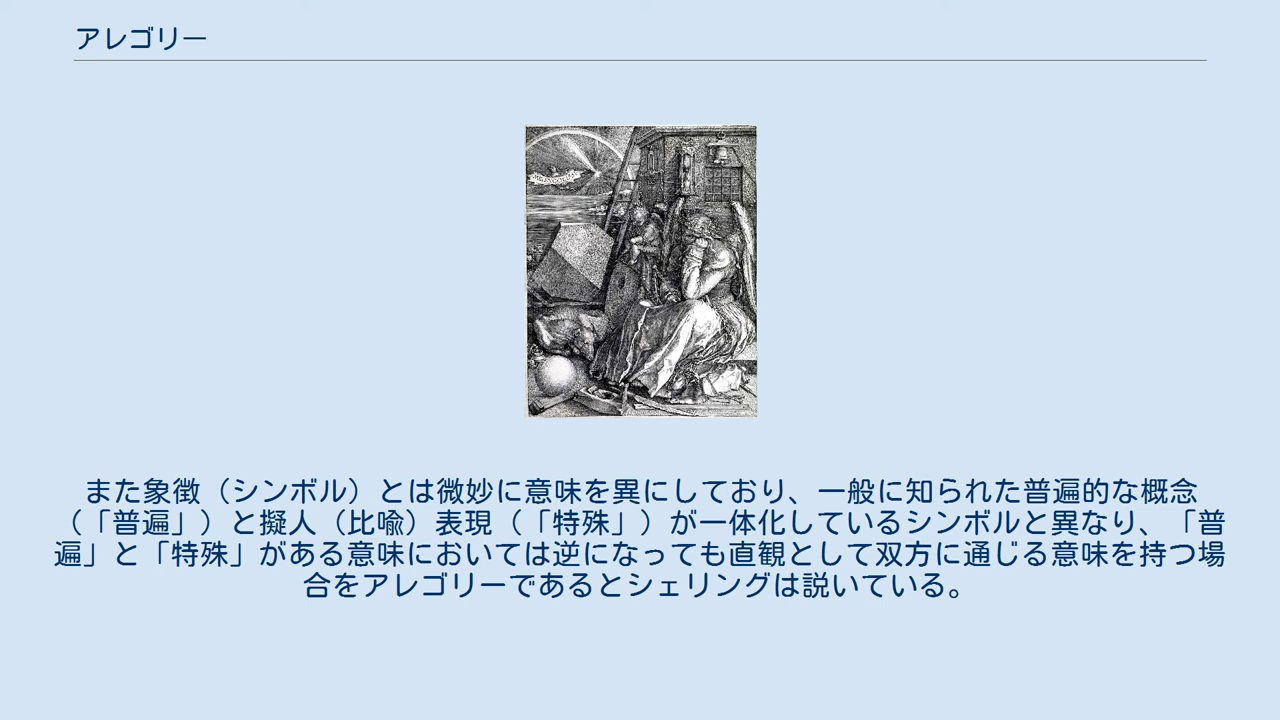 アレゴリー
また象徴（シンボル）とは微妙に意味を異にしており、一般に知られた普遍的な概念
（「普遍」）と擬人（比喩）表現（「特殊」）が一体化しているシンボルと異なり、「普
遍」と「特殊」がある意味においては逆になっても直観として双方に通じる意味を持つ場
合をアレゴリーであるとシェリングは説いている。